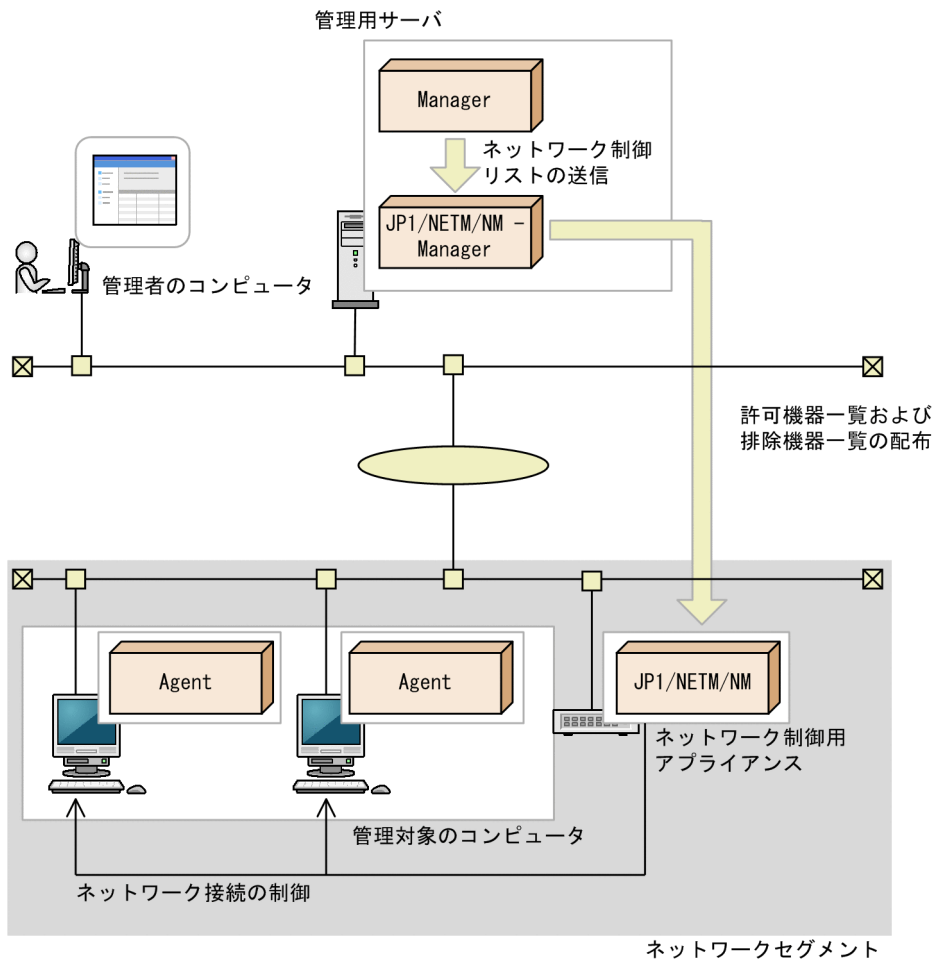 管理用サーバ
Manager
ネットワーク制御
リストの送信
JP1/NETM/NM -
Manager
管理者のコンピュータ
許可機器一覧および
排除機器一覧の配布
Agent
Agent
JP1/NETM/NM
ネットワーク制御用
アプライアンス
管理対象のコンピュータ
ネットワーク接続の制御
ネットワークセグメント